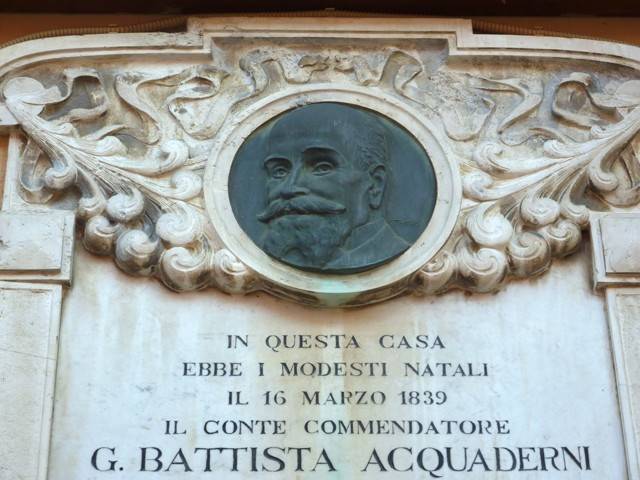 IN QUESTA CASA
EBBE I MODESTI NATALI
IL 16 MARZO 1839
IL CONTE COMMENDATORE
G. BATTISTA ACQUADERNI